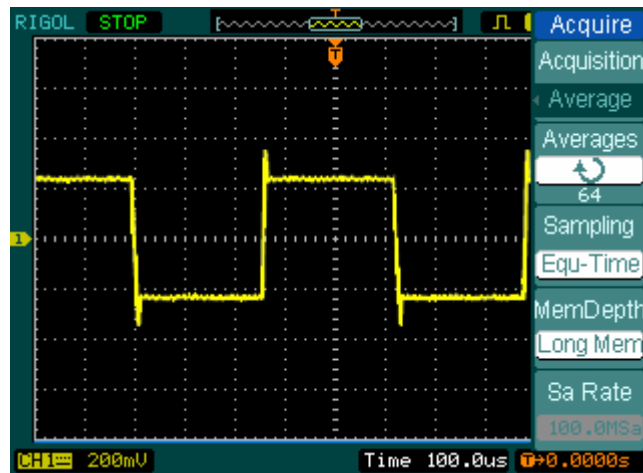 RIGOL STOP
T
Acquire
Acquisition
Average
Averages
64
Sampling
Equ-Time
MemDepth
Long Mem
Sa Rate
100.0MSa
T
1
CH1 200mV Time 100.0us T→0.0000s